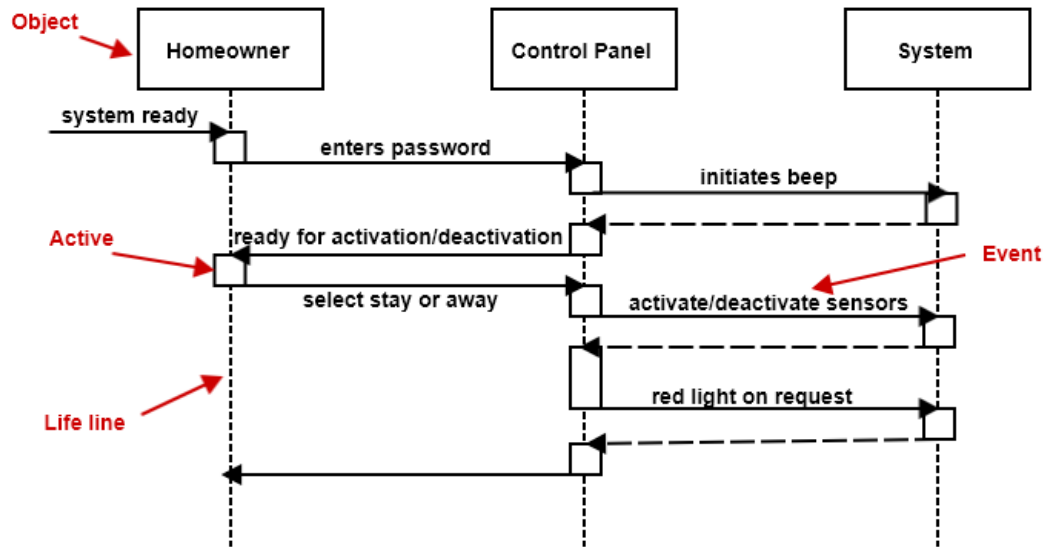 Object
Homeowner
Control Panel
System
system ready
enters password
initiates beep
Active
ready for activation/deactivation
Event
select stay or away
activate/deactivate sensors
red light on request
Life line